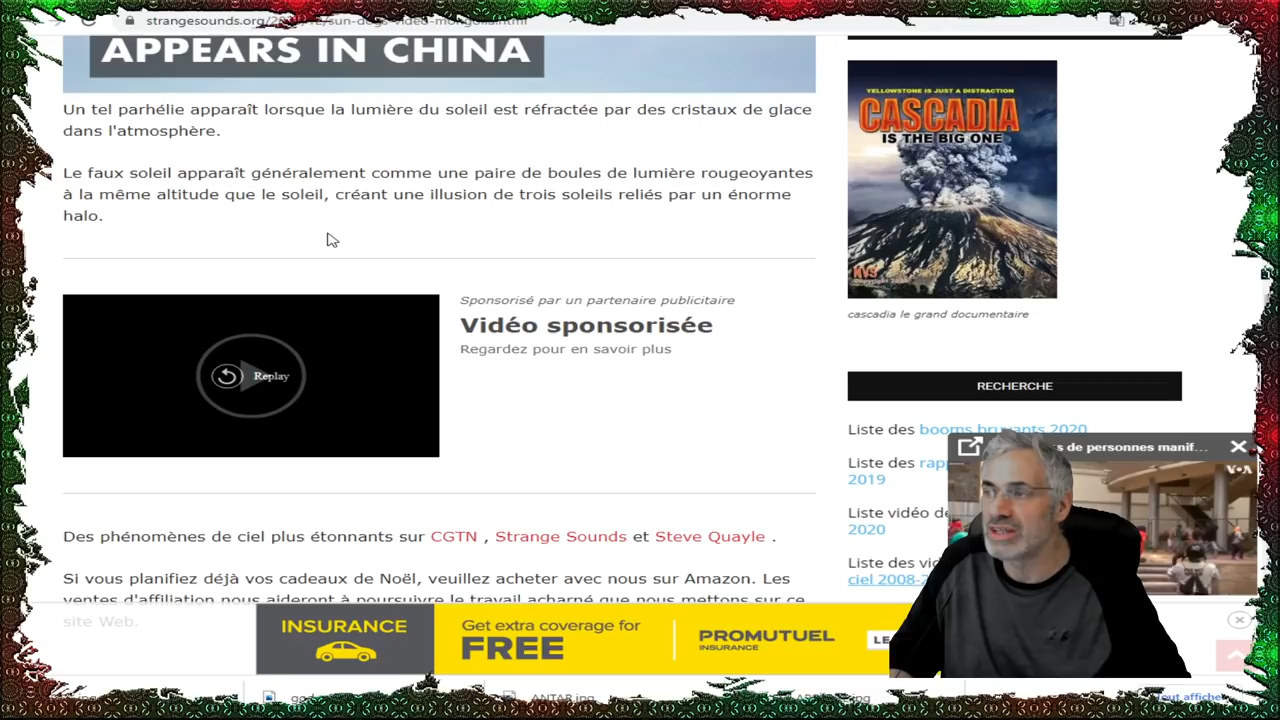 strangesounds.org/20
sun-dogs-video-mongolia.html
APPEARS IN CHINA
Un tel parhélie apparaît lorsque la lumière du soleil est réfractée par des cristaux de glace
dans l'atmosphère.
Le faux soleil apparaît généralement comme une paire de boules de lumière rougeoyantes
à la même altitude que le soleil, créant une illusion de trois soleils reliés par un énorme
halo.
Replay
Sponsorisé par un partenaire publicitaire
Vidéo sponsorisée
Regardez pour en savoir plus
Des phénomènes de ciel plus étonnants sur CGTN , Strange Sounds et Steve Quayle .
Si vous planifiez déjà vos cadeaux de Noël, veuillez acheter avec nous sur Amazon. Les
ventes d'affiliation nous aideront à poursuivre le travail acharné que nous mettons sur ce
site Web.
YELLOWSTONE IS JUST A DISTRACTION
CASCADIA
IS THE BIG ONE
cascadia le grand documentaire
RECHERCHE
Liste des booms bruyants 2020
Liste des
2019
Liste vidéo
2020
Liste des
ciel 2008-2
de personnes manif...
VOA
INSURANCE
Get extra coverage for
FREE
PROMUTUEL
INSURANCE
LE
ANTAR.jpg
Tout afficher